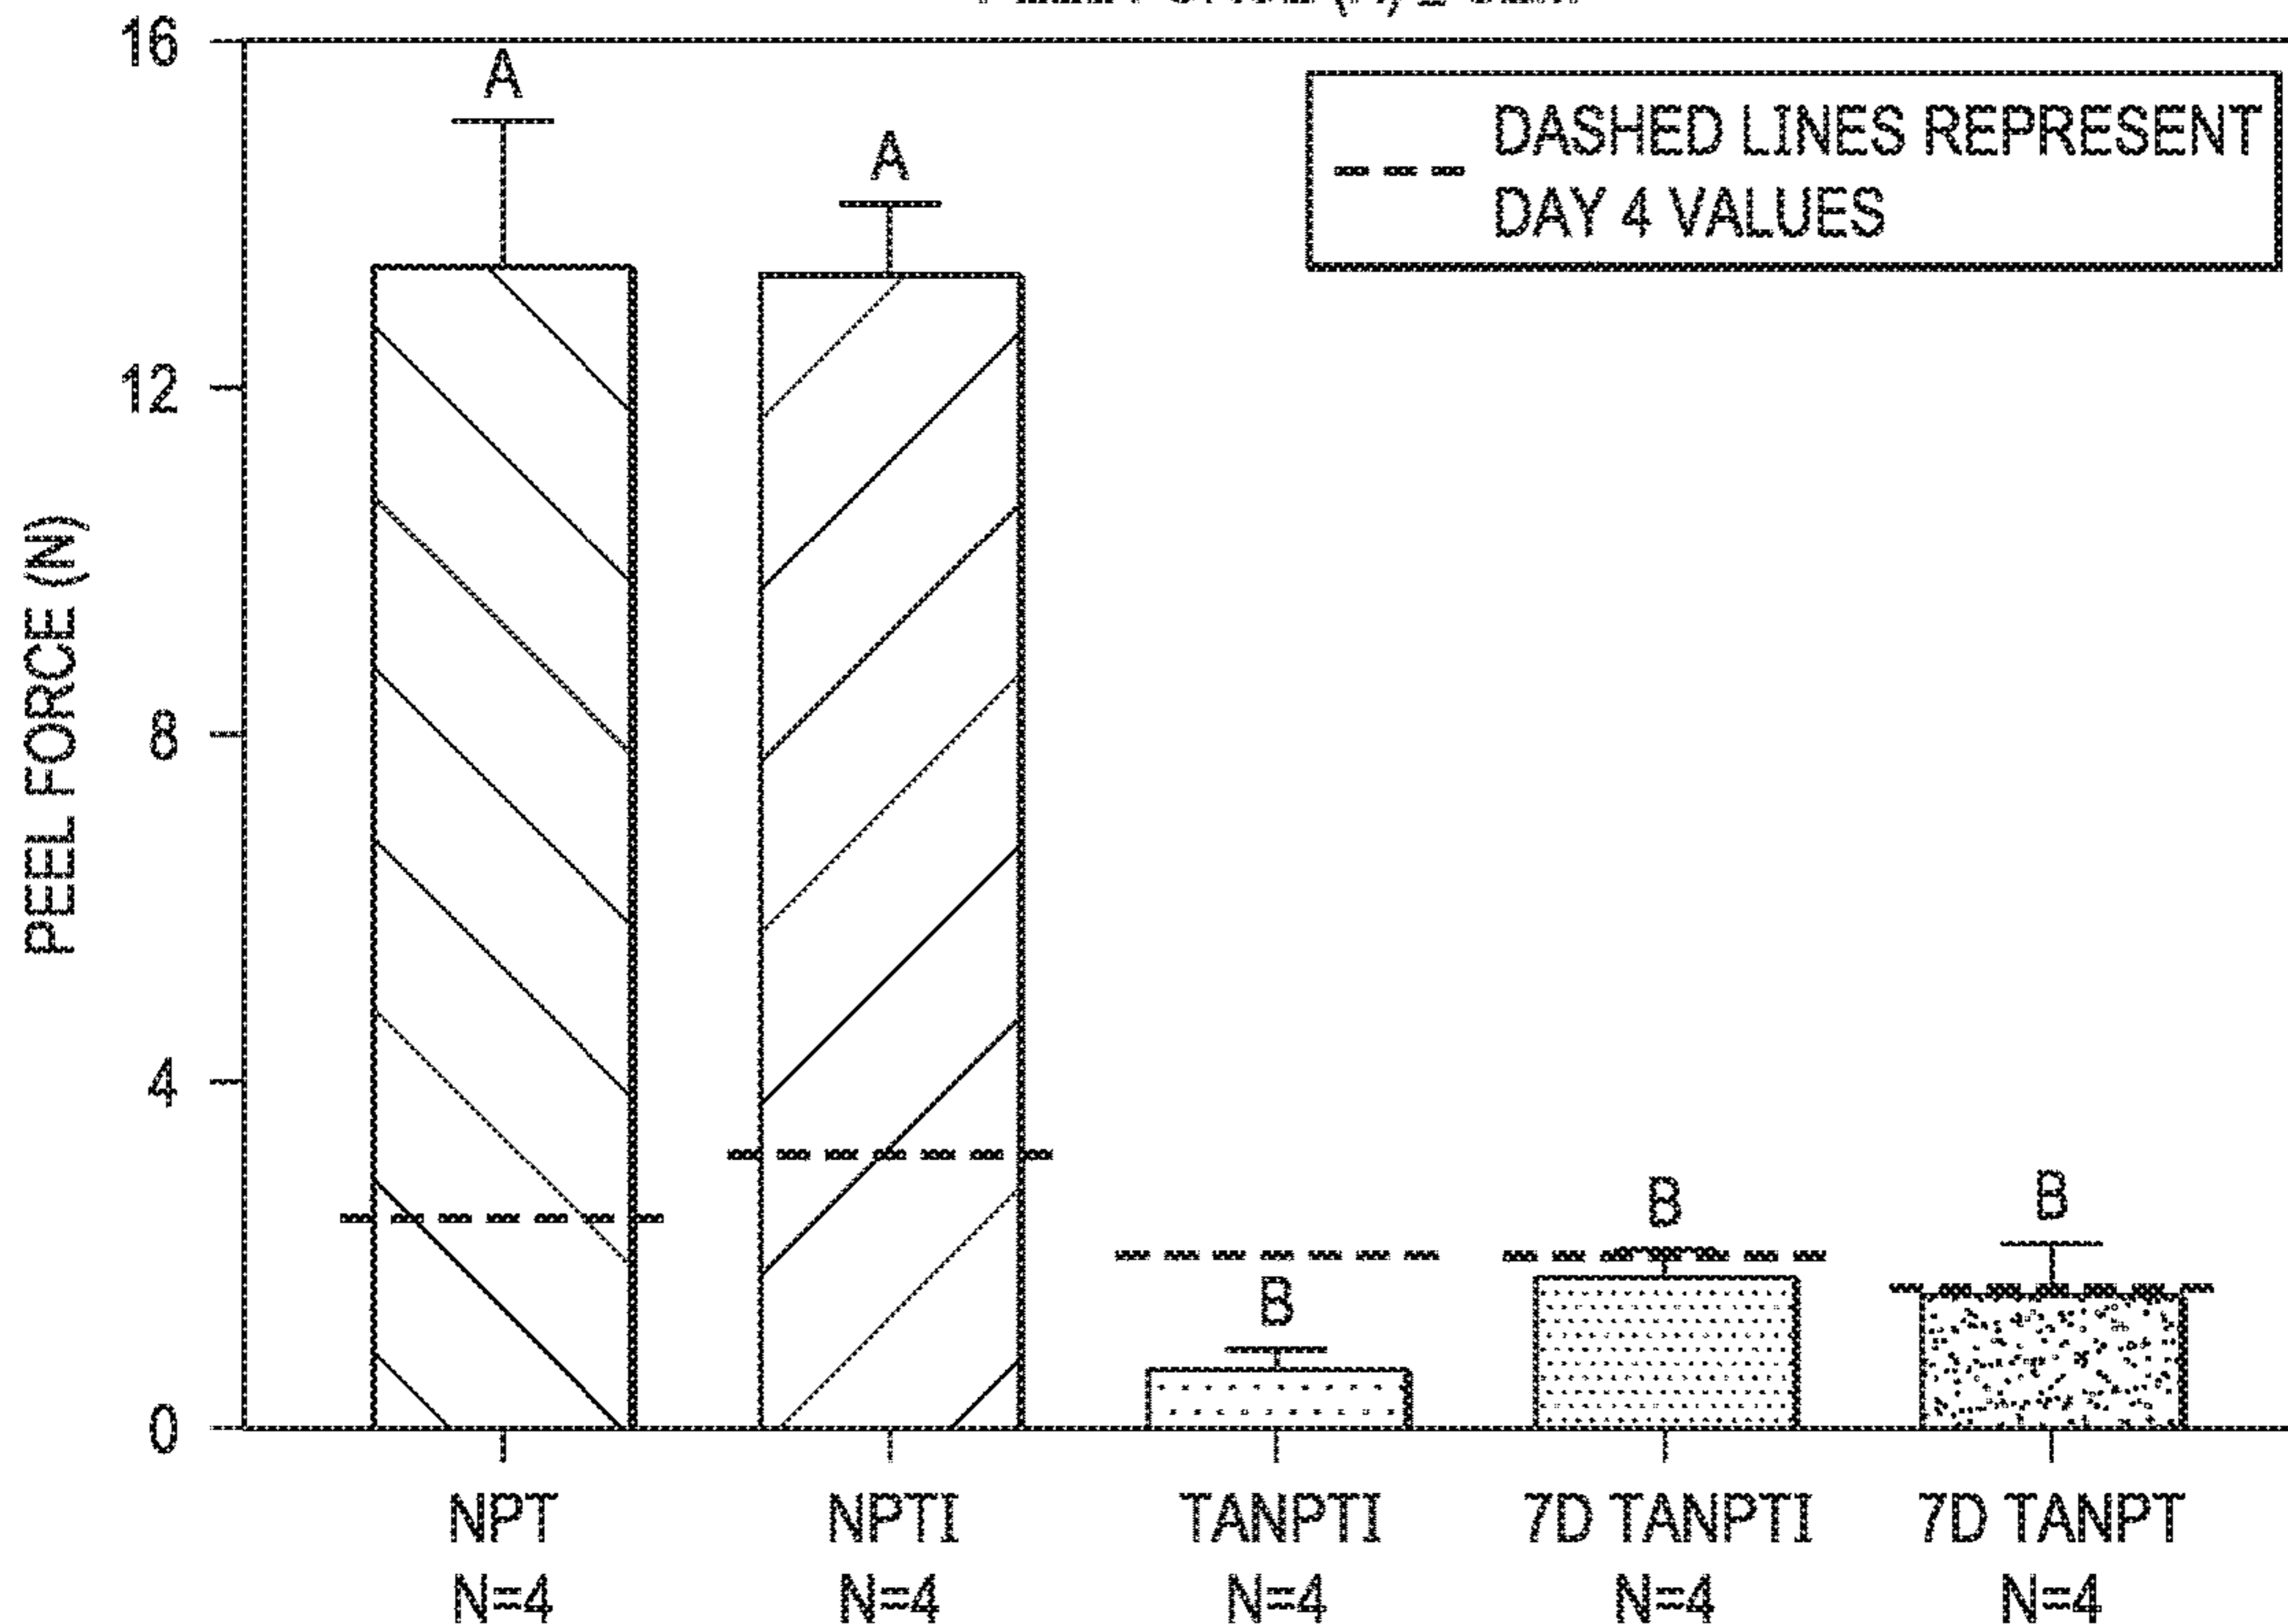 16
A
A
DASHED LINES REPRESENT
DAY 4 VALUES
12
PEEL FORCE (N)
8
4
B
B
B
0
NPT
N=4
NPTI
N=4
TANPTI
N=4
7D TANPTI
N=4
7D TANPT
N=4